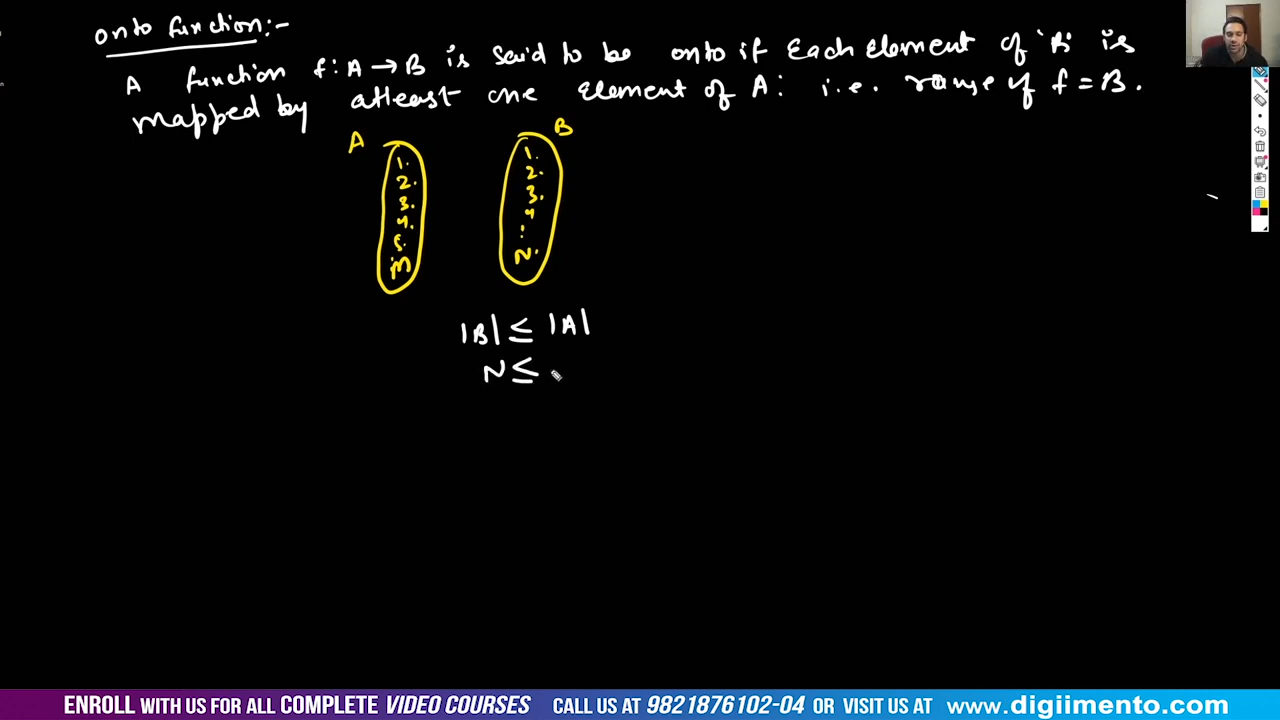 onto function:-
A function f: A → B is said to be onto if Each element of 'B' is
mapped by atleast one element of A: i.e. range of f = B.
A B
1. 1.
2. 2.
3. 3.
4. 4
5. :
m N.
|B| ≤ |A|
N ≤
ENROLL WITH US FOR ALL COMPLETE VIDEO COURSES CALL US AT 9821876102-04 OR VISIT US AT www.digiimento.com